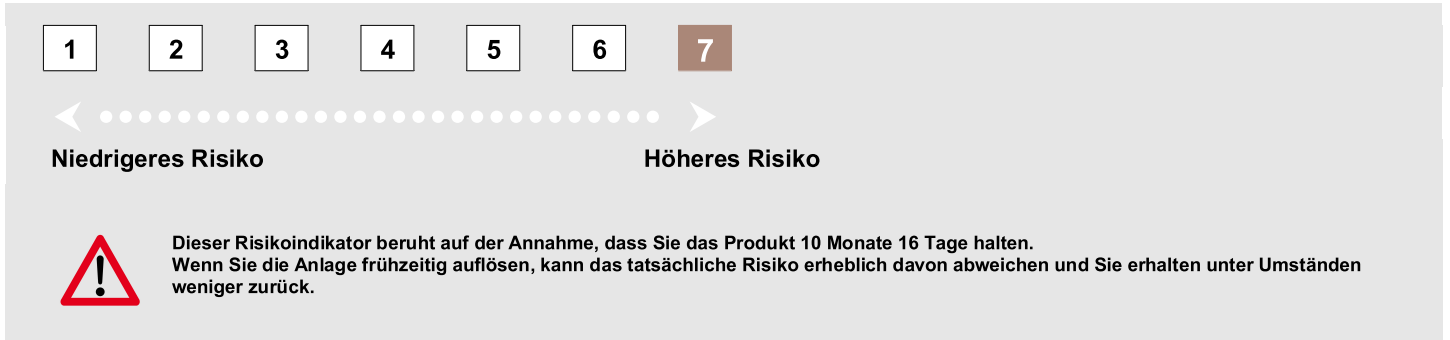 1 2 3 4 5 6 7
Niedrigeres Risiko Höheres Risiko
Dieser Risikoindikator beruht auf der Annahme, dass Sie das Produkt 10 Monate 16 Tage halten.
Wenn Sie die Anlage frühzeitig auflösen, kann das tatsächliche Risiko erheblich davon abweichen und Sie erhalten unter Umständen
weniger zurück.